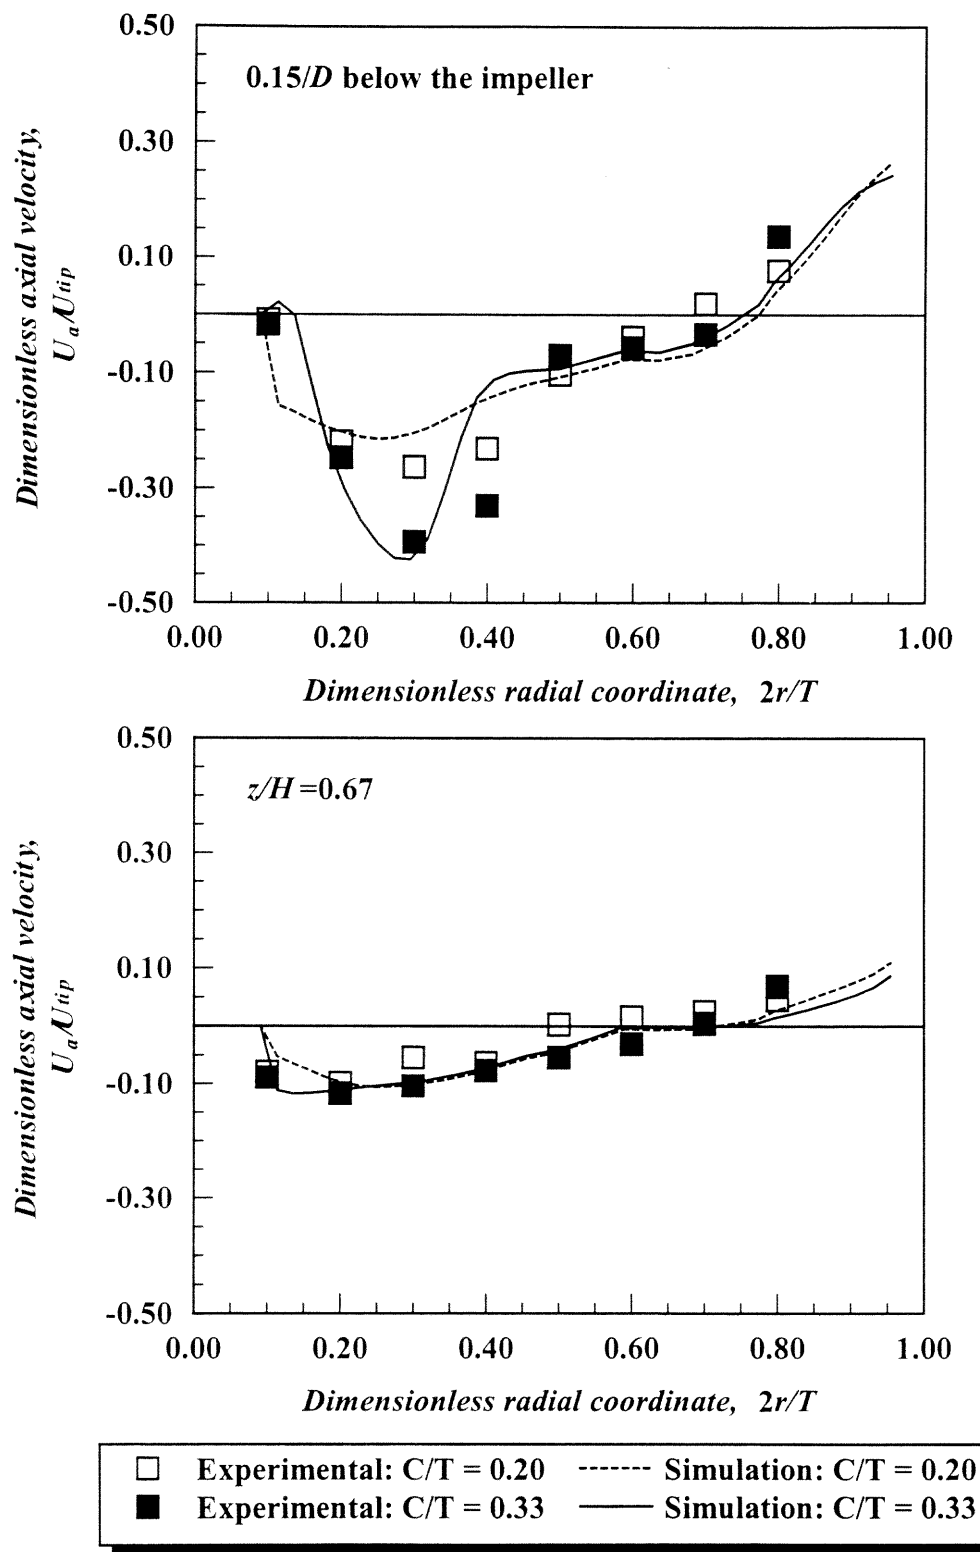 0.50
0.15/D below the impeller
0.30
0.10
-0.10
-0.30
-0.50
Dimensionless axial velocity,
Ua/Utip
0.00 0.20 0.40 0.60 0.80 1.00
Dimensionless radial coordinate, 2r/T
0.50
z/H=0.67
0.30
0.10
-0.10
-0.30
-0.50
Dimensionless axial velocity,
Ua/Utip
0.00 0.20 0.40 0.60 0.80 1.00
Dimensionless radial coordinate, 2r/T
Experimental: C/T = 0.20 Simulation: C/T = 0.20
Experimental: C/T = 0.33 Simulation: C/T = 0.33